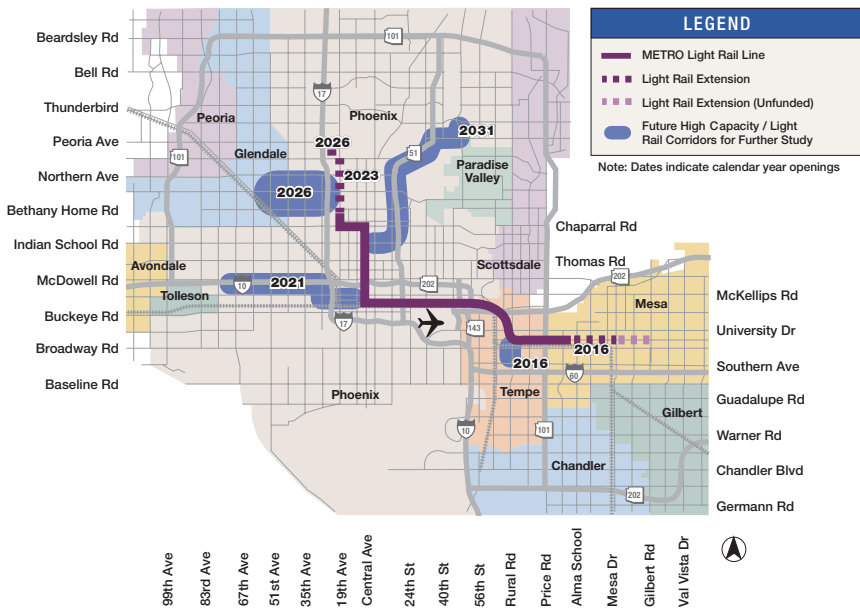 LEGEND
METRO Light Rail Line
Light Rail Extension
Light Rail Extension (Unfunded)
Future High Capacity / Light
Rail Corridors for Further Study
Note: Dates indicate calendar year openings
Beardsley Rd
Bell Rd
Thunderbird
Peoria Ave
Northern Ave
Bethany Home Rd
Indian School Rd
McDowell Rd
Buckeye Rd
Broadway Rd
Baseline Rd
101
17
Peoria
Phoenix
2031
2026
101
Glendale
51
2023
Paradise
Valley
2026
Chaparral Rd
Avondale
Scottsdale
Thomas Rd
202
10
2021
202
Mesa
Tolleson
McKellips Rd
17
143
University Dr
2016
2016
60
Southern Ave
Phoenix
Tempe
Guadalupe Rd
Gilbert
10
101
Warner Rd
Chandler
Chandler Blvd
202
Germann Rd
99th Ave
83rd Ave
67th Ave
51st Ave
35th Ave
19th Ave
Central Ave
24th St
40th St
56th St
Rural Rd
Price Rd
Alma School
Mesa Dr
Gilbert Rd
Val Vista Dr